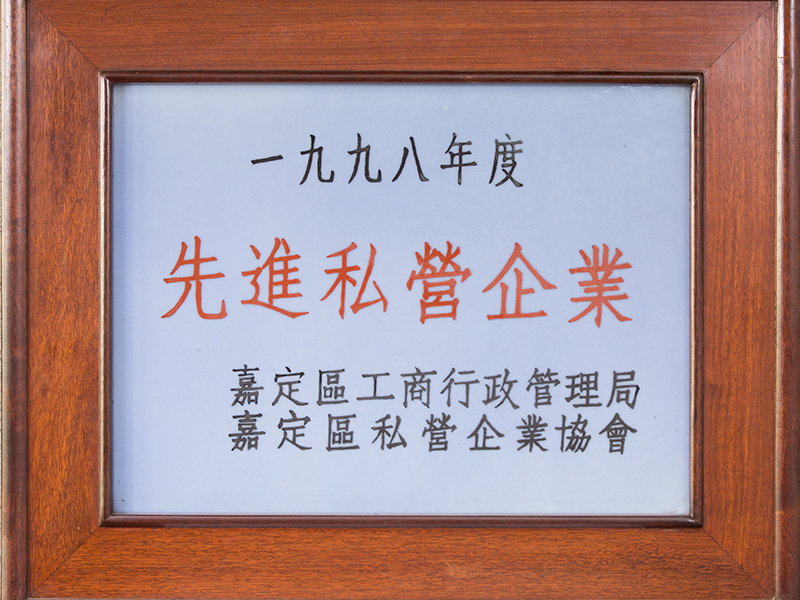 一九九八年度
先進私營企業
嘉定區工商行政管理局
嘉定區私營企業協會